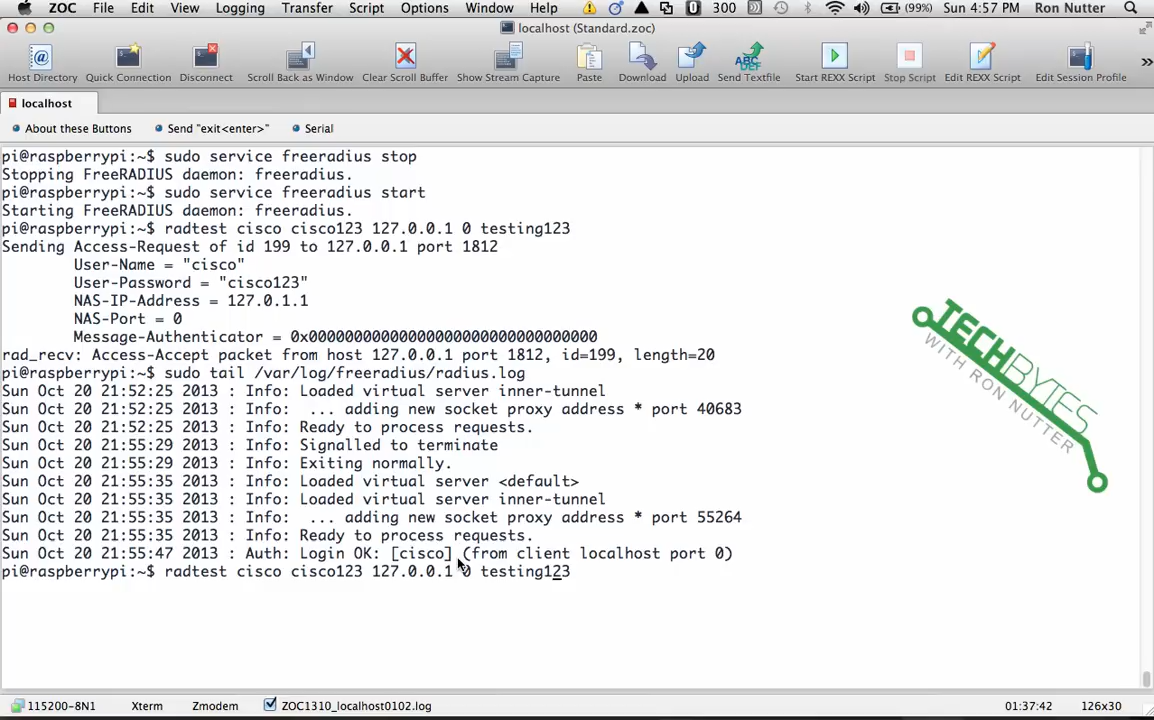 ZOC File Edit View Logging Transfer Script Options Window Help 300 (99%) Sun 4:57 PM Ron Nutter
localhost (Standard.zoc)
Host Directory Quick Connection Disconnect Scroll Back as Window Clear Scroll Buffer Show Stream Capture Paste Download Upload Send Textfile Start REXX Script Stop Script Edit REXX Script Edit Session Profile
localhost
About these Buttons Send "exit<enter>" Serial
pi@raspberrypi:~$ sudo service freeradius stop
Stopping FreeRADIUS daemon: freeradius.
pi@raspberrypi:~$ sudo service freeradius start
Starting FreeRADIUS daemon: freeradius.
pi@raspberrypi:~$ radtest cisco cisco123 127.0.0.1 0 testing123
Sending Access-Request of id 199 to 127.0.0.1 port 1812
User-Name = "cisco"
User-Password = "cisco123"
NAS-IP-Address = 127.0.1.1
NAS-Port = 0
Message-Authenticator = 0x00000000000000000000000000000000
rad_recv: Access-Accept packet from host 127.0.0.1 port 1812, id=199, length=20
pi@raspberrypi:~$ sudo tail /var/log/freeradius/radius.log
Sun Oct 20 21:52:25 2013 : Info: Loaded virtual server inner-tunnel
Sun Oct 20 21:52:25 2013 : Info:  ... adding new socket proxy address * port 40683
Sun Oct 20 21:52:25 2013 : Info: Ready to process requests.
Sun Oct 20 21:55:29 2013 : Info: Signalled to terminate
Sun Oct 20 21:55:29 2013 : Info: Exiting normally.
Sun Oct 20 21:55:35 2013 : Info: Loaded virtual server <default>
Sun Oct 20 21:55:35 2013 : Info: Loaded virtual server inner-tunnel
Sun Oct 20 21:55:35 2013 : Info:  ... adding new socket proxy address * port 55264
Sun Oct 20 21:55:35 2013 : Info: Ready to process requests.
Sun Oct 20 21:55:47 2013 : Auth: Login OK: [cisco] (from client localhost port 0)
pi@raspberrypi:~$ radtest cisco cisco123 127.0.0.1 0 testing123
TECHBYTES
WITH RON NUTTER
115200-8N1 Xterm Zmodem ZOC1310_localhost0102.log 01:37:42 126x30